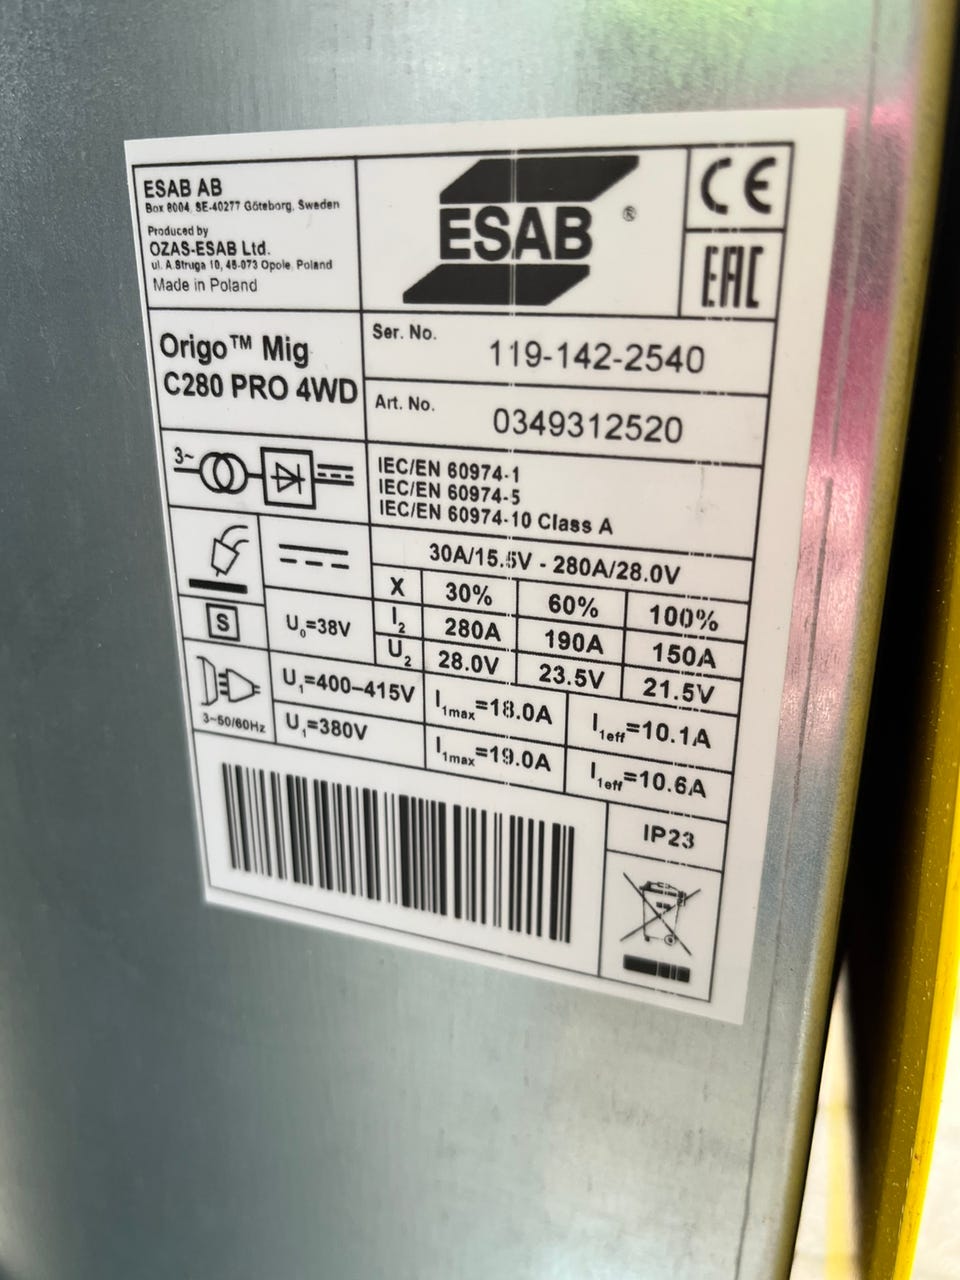 ESAB AB
Box 8004, SE-40277 Göteborg, Sweden
Produced by
OZAS-ESAB Ltd.
ul. A.Struga 10, 45-073 Opole, Poland
Made in Poland
ESAB ®
CE
EAC
Origo™ Mig
C280 PRO 4WD
Ser. No. 119-142-2540
Art. No. 0349312520
3~
IEC/EN 60974-1
IEC/EN 60974-5
IEC/EN 60974-10 Class A
30A/15.5V - 280A/28.0V
X 30% 60% 100%
I₂ 280A 190A 150A
U₂ 28.0V 23.5V 21.5V
S
U₀=38V
3~50/60Hz
U₁=400–415V I₁max=18.0A I₁eff=10.1A
U₁=380V I₁max=19.0A I₁eff=10.6A
IP23